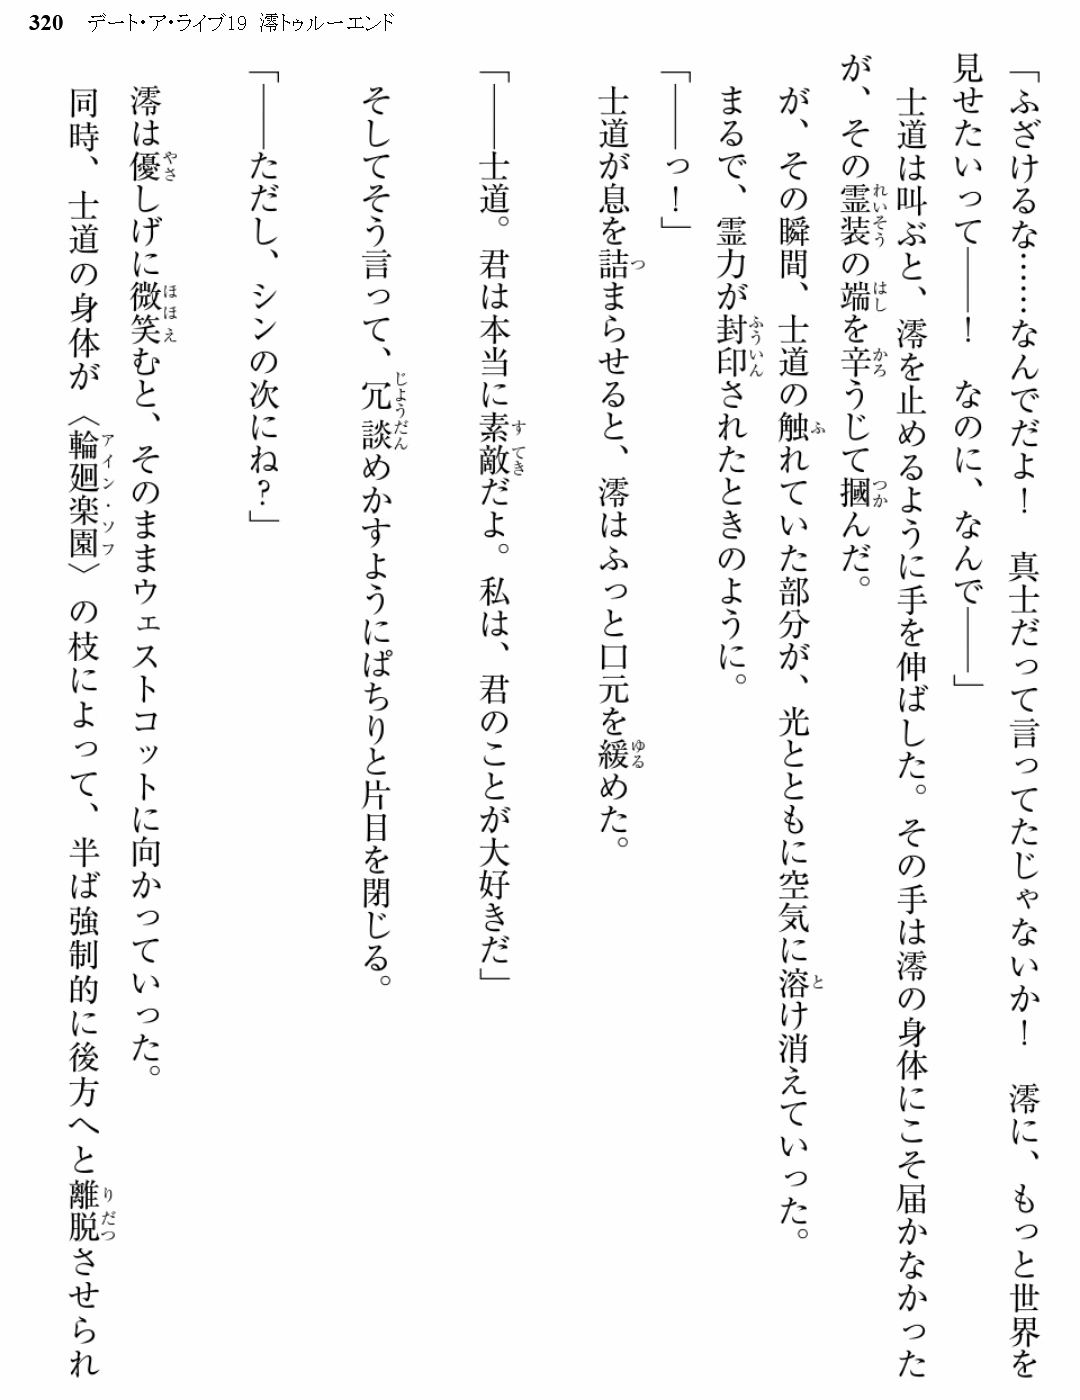 320 デート・ア・ライブ19 澪トゥルーエンド
「ふざけるな……なんでだよ！　真士だって言ってたじゃないか！　澪に、もっと世界を
見せたいって――！　なのに、なんで――」
士道は叫ぶと、澪を止めるように手を伸ばした。その手は澪の身体にこそ届かなかった
が、その霊装の端を辛うじて摑んだ。
が、その瞬間、士道の触れていた部分が、光とともに空気に溶け消えていった。
まるで、霊力が封印されたときのように。
「――っ！」
士道が息を詰まらせると、澪はふっと口元を緩めた。
「――士道。君は本当に素敵だよ。私は、君のことが大好きだ」
そしてそう言って、冗談めかすようにぱちりと片目を閉じる。
「――ただし、シンの次にね？」
澪は優しげに微笑むと、そのままウェストコットに向かっていった。
同時、士道の身体が〈輪廻楽園〉の枝によって、半ば強制的に後方へと離脱させられ